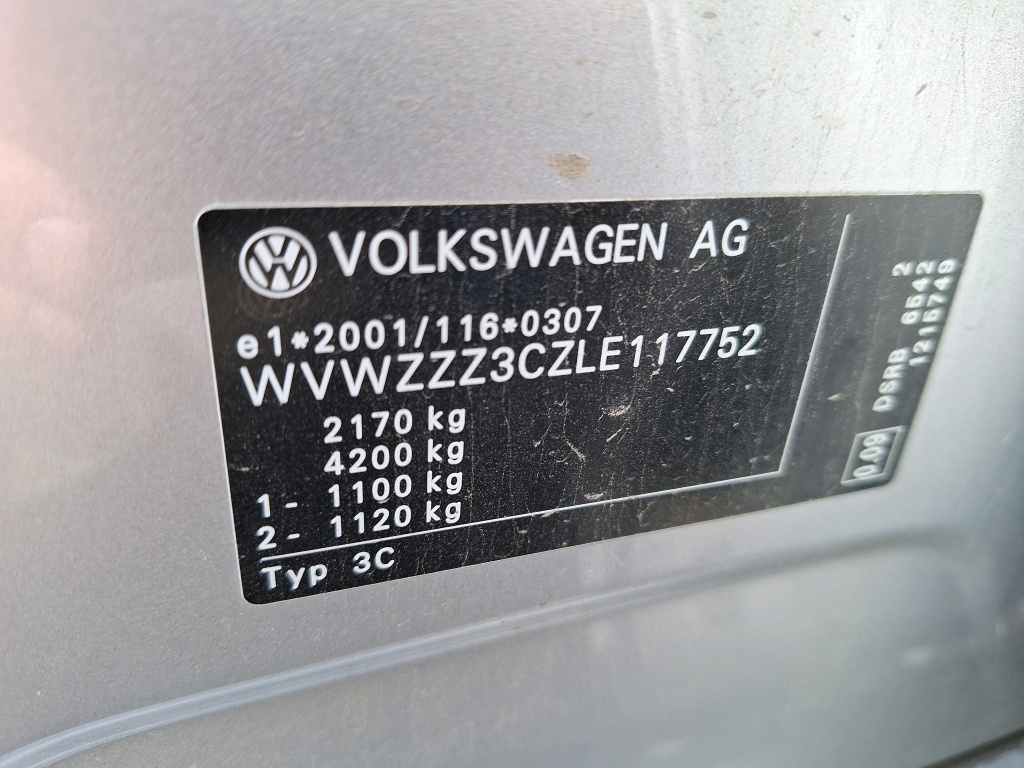 VOLKSWAGEN AG
e1*2001/116*0307
WVWZZZ3CZLE117752
2170 kg
4200 kg
1- 1100 kg
2- 1120 kg
Typ 3C
0.09 DSRB 6542
1215749
2